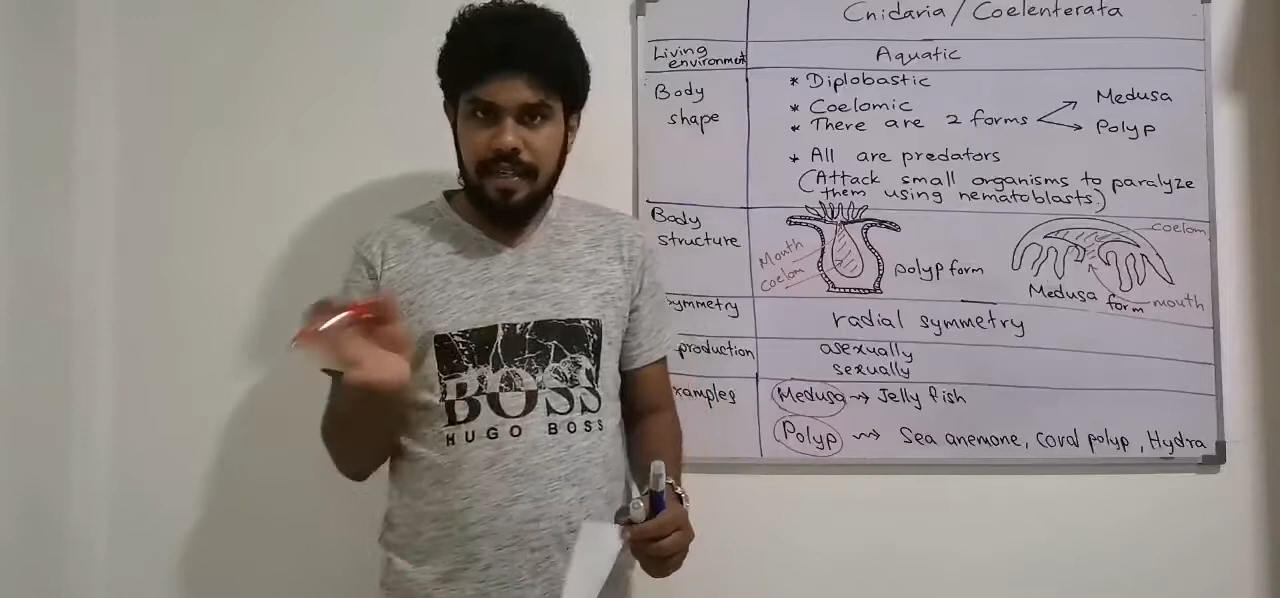 Cnidaria / Coelenterata
Living environment
Aquatic
Body shape
* Diplobastic
* Coelomic
* There are 2 forms
Medusa
Polyp
* All are predators
(Attack small organisms to paralyze
them using nematoblasts.)
Body structure
Mouth
coelom
polyp form
coelom
Medusa form
mouth
ymmetry
radial symmetry
production
asexually
sexually
xamples
Medusa → Jelly fish
Polyp → Sea anemone, coral polyp, Hydra
BOSS
HUGO BOSS